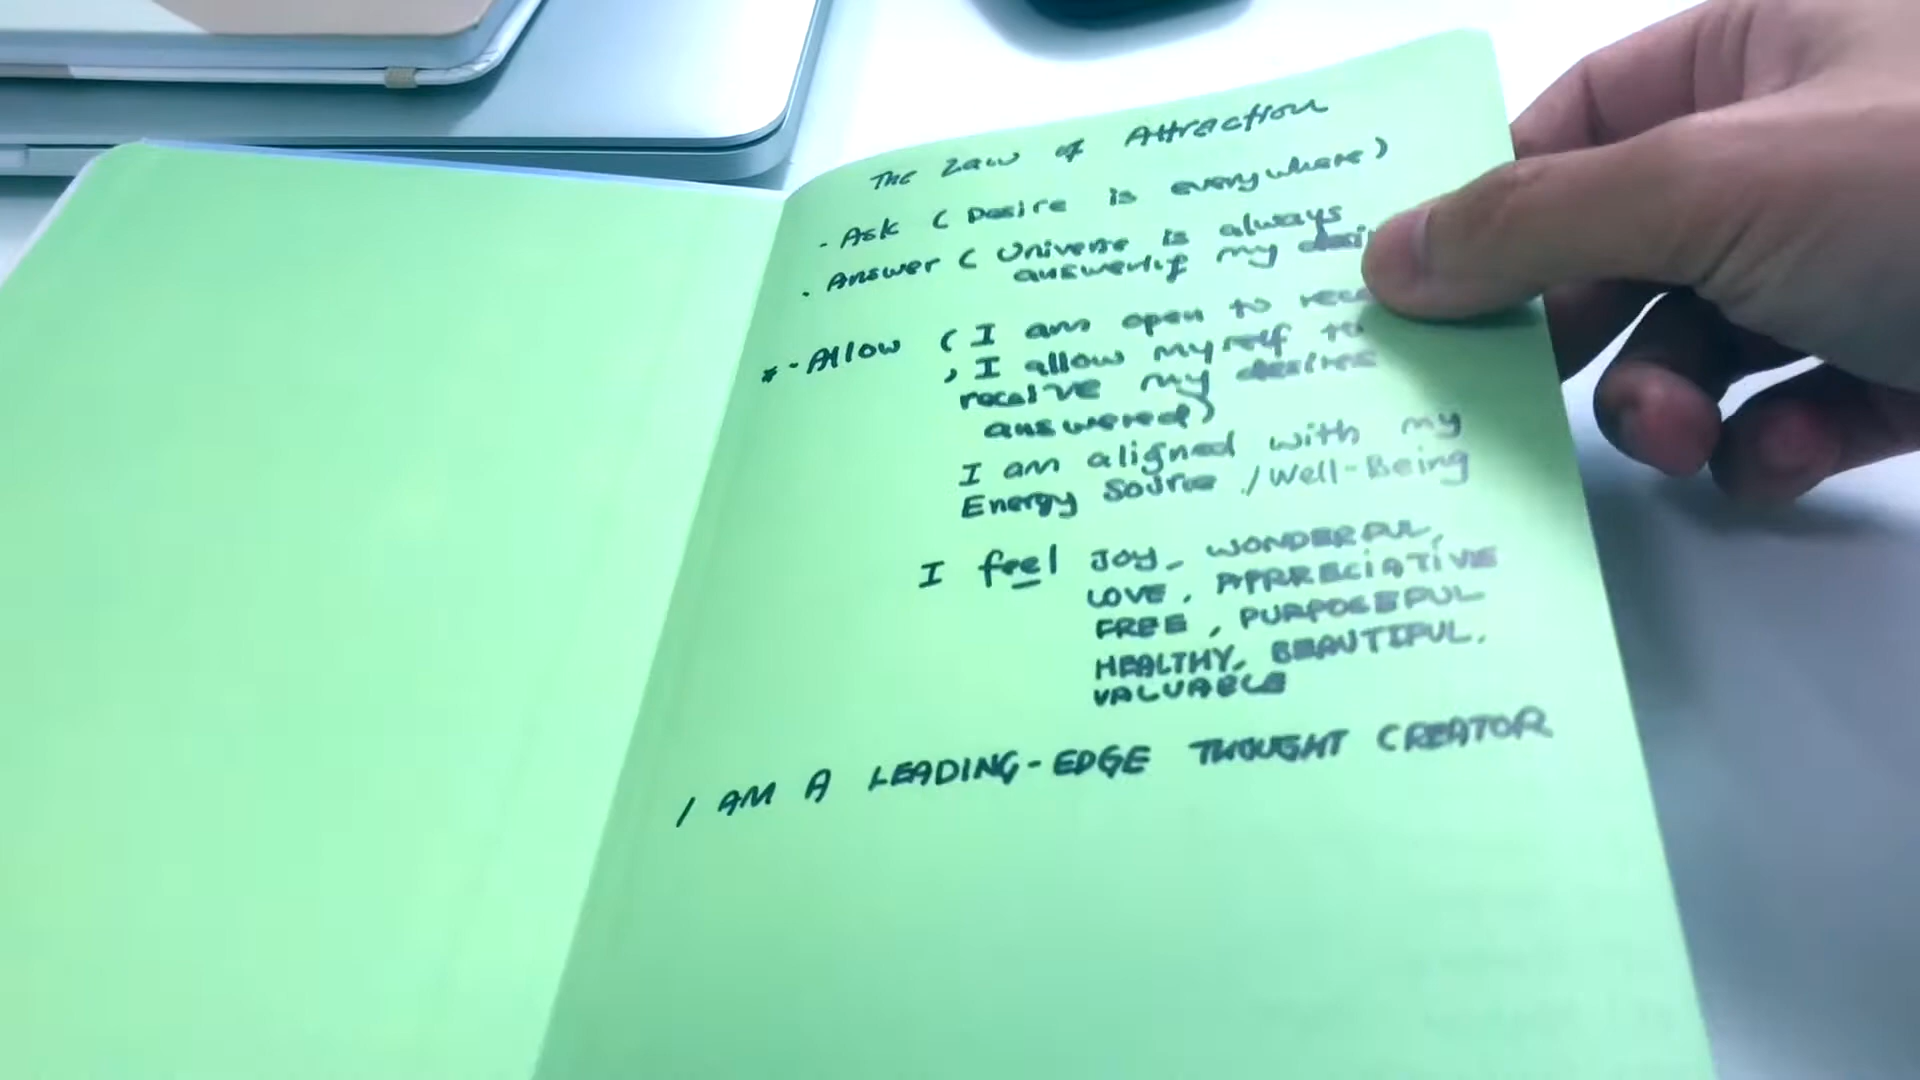 The Law of Attraction
- Ask ( Desire is everywhere )
. Answer ( Universe is always
answering my
*- Allow ( I am open to
, I allow myself to
receive my desires
answered)
I am aligned with my
Energy Source / Well-Being
I feel JOY, WONDERFUL,
LOVE, APPRECIATIVE
FREE, PURPOSEFUL
HEALTHY, BEAUTIFUL,
VALUABLE
I AM A LEADING-EDGE THOUGHT CREATOR